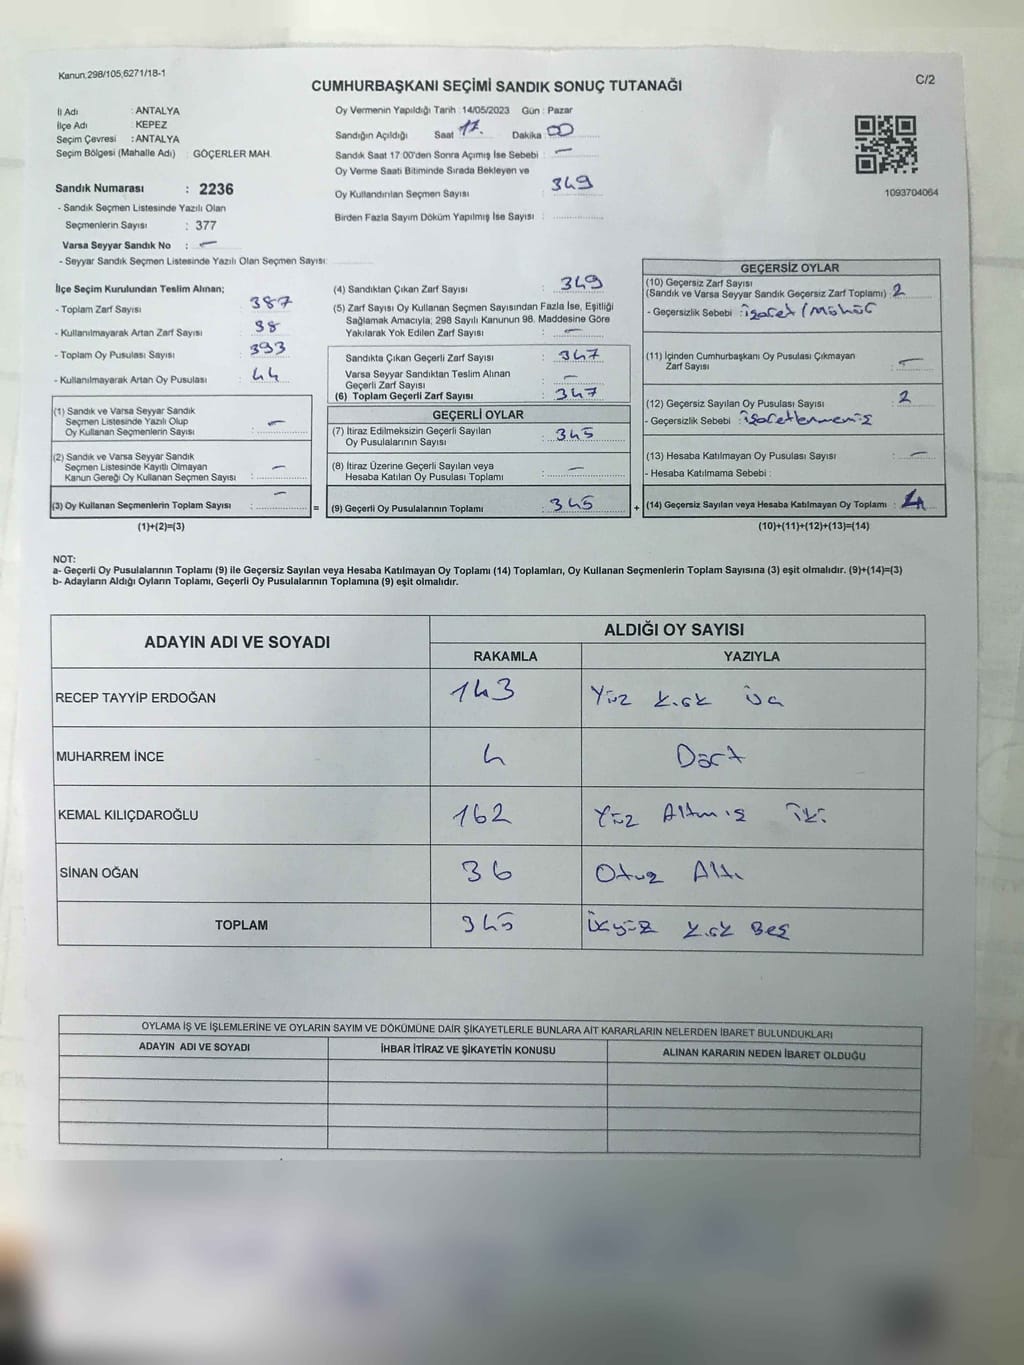 Kanun,298/105,6271/18-1
C/2
CUMHURBAŞKANI SEÇİMİ SANDIK SONUÇ TUTANAĞI
İl Adı : ANTALYA
İlçe Adı : KEPEZ
Seçim Çevresi : ANTALYA
Seçim Bölgesi (Mahalle Adı) : GÖÇERLER MAH.
Sandık Numarası : 2236
- Sandık Seçmen Listesinde Yazılı Olan
Seçmenlerin Sayısı : 377
Varsa Seyyar Sandık No : —
- Seyyar Sandık Seçmen Listesinde Yazılı Olan Seçmen Sayısı:
Oy Vermenin Yapıldığı Tarih : 14/05/2023 Gün : Pazar
Sandığın Açıldığı Saat 17. Dakika : 00
Sandık Saat 17:00'den Sonra Açımış İse Sebebi : —
Oy Verme Saati Bitiminde Sırada Bekleyen ve
Oy Kullandırılan Seçmen Sayısı : 349
Birden Fazla Sayım Döküm Yapılmış İse Sayısı :
1093704064
İlçe Seçim Kurulundan Teslim Alınan;
- Toplam Zarf Sayısı : 387
- Kullanılmayarak Artan Zarf Sayısı : 38
- Toplam Oy Pusulası Sayısı : 393
- Kullanılmayarak Artan Oy Pusulası : 44
(1) Sandık ve Varsa Seyyar Sandık
Seçmen Listesinde Yazılı Olup
Oy Kullanan Seçmenlerin Sayısı : —
(2) Sandık ve Varsa Seyyar Sandık
Seçmen Listesinde Kayıtlı Olmayan
Kanun Gereği Oy Kullanan Seçmen Sayısı : —
(3) Oy Kullanan Seçmenlerin Toplam Sayısı : —
(1)+(2)=(3)
(4) Sandıktan Çıkan Zarf Sayısı : 349
(5) Zarf Sayısı Oy Kullanan Seçmen Sayısından Fazla İse, Eşitliği
Sağlamak Amacıyla; 298 Sayılı Kanunun 98. Maddesine Göre
Yakılarak Yok Edilen Zarf Sayısı : —
Sandıkta Çıkan Geçerli Zarf Sayısı : 347
Varsa Seyyar Sandıktan Teslim Alınan
Geçerli Zarf Sayısı : —
(6) Toplam Geçerli Zarf Sayısı : 347
GEÇERLİ OYLAR
(7) İtiraz Edilmeksizin Geçerli Sayılan
Oy Pusulalarının Sayısı : 345
(8) İtiraz Üzerine Geçerli Sayılan veya
Hesaba Katılan Oy Pusulası Toplamı : —
= (9) Geçerli Oy Pusulalarının Toplamı : 345
GEÇERSİZ OYLAR
(10) Geçersiz Zarf Sayısı
(Sandık ve Varsa Seyyar Sandık Geçersiz Zarf Toplamı) : 2
- Geçersizlik Sebebi : işaret/Mühür
(11) İçinden Cumhurbaşkanı Oy Pusulası Çıkmayan
Zarf Sayısı : —
(12) Geçersiz Sayılan Oy Pusulası Sayısı : 2
- Geçersizlik Sebebi : işaretlenmemiş
(13) Hesaba Katılmayan Oy Pusulası Sayısı : —
- Hesaba Katılmama Sebebi :
+ (14) Geçersiz Sayılan veya Hesaba Katılmayan Oy Toplamı : 4
(10)+(11)+(12)+(13)=(14)
NOT:
a- Geçerli Oy Pusulalarının Toplamı (9) ile Geçersiz Sayılan veya Hesaba Katılmayan Oy Toplamı (14) Toplamları, Oy Kullanan Seçmenlerin Toplam Sayısına (3) eşit olmalıdır. (9)+(14)=(3)
b- Adayların Aldığı Oyların Toplamı, Geçerli Oy Pusulalarının Toplamına (9) eşit olmalıdır.
ADAYIN ADI VE SOYADI
ALDIĞI OY SAYISI
RAKAMLA YAZIYLA
RECEP TAYYİP ERDOĞAN 143 Yüz kırk üç
MUHARREM İNCE 4 Dört
KEMAL KILIÇDAROĞLU 162 Yüz Altmış iki
SİNAN OĞAN 36 Otuz Altı
TOPLAM 345 Üçyüz kırk Beş
OYLAMA İŞ VE İŞLEMLERİNE VE OYLARIN SAYIM VE DÖKÜMÜNE DAİR ŞİKAYETLERLE BUNLARA AİT KARARLARIN NELERDEN İBARET BULUNDUKLARI
ADAYIN ADI VE SOYADI İHBAR İTİRAZ VE ŞİKAYETİN KONUSU ALINAN KARARIN NEDEN İBARET OLDUĞU